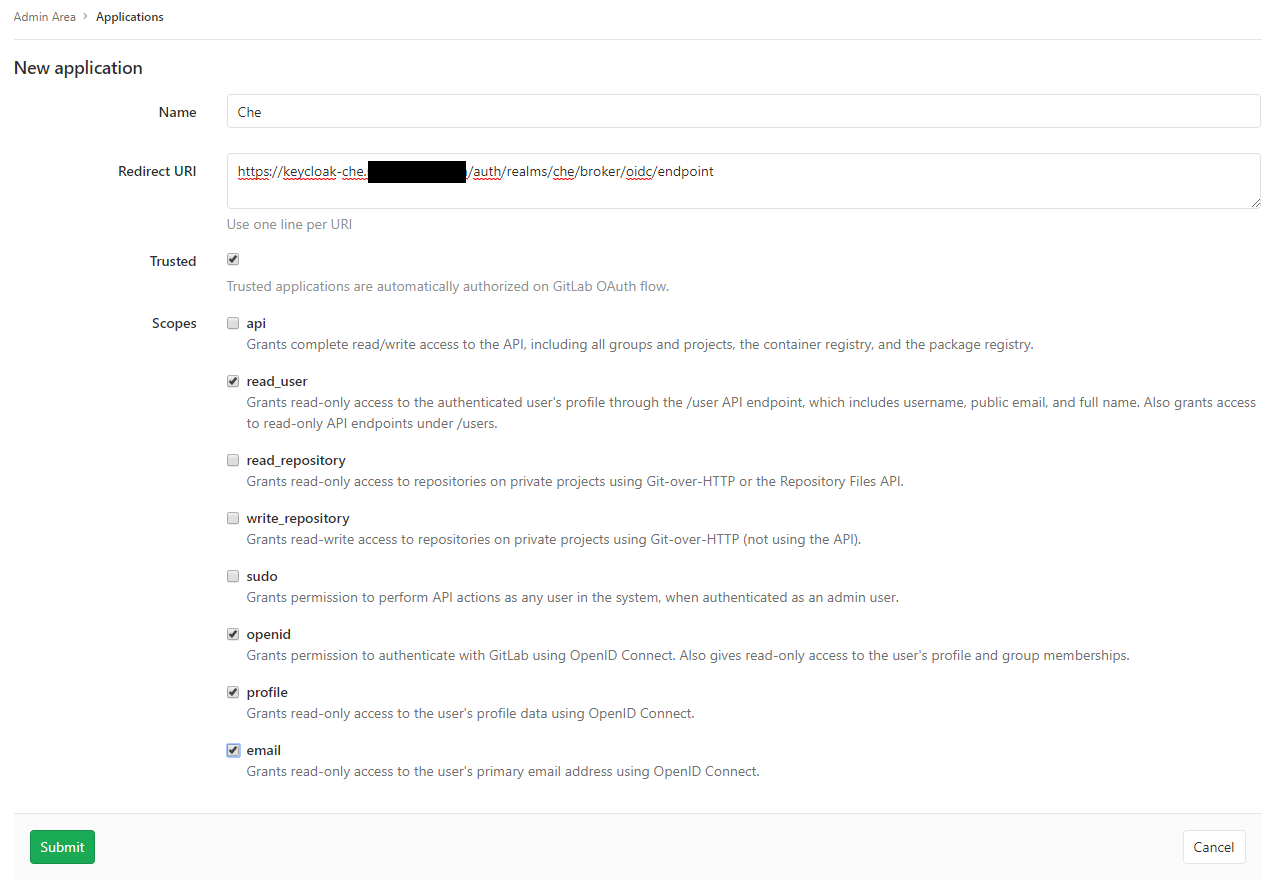 Admin Area › Applications
New application
Name
Che
Redirect URI
https://keycloak-che. /auth/realms/che/broker/oidc/endpoint
Use one line per URI
Trusted
Trusted applications are automatically authorized on GitLab OAuth flow.
Scopes
api
Grants complete read/write access to the API, including all groups and projects, the container registry, and the package registry.
read_user
Grants read-only access to the authenticated user's profile through the /user API endpoint, which includes username, public email, and full name. Also grants access
to read-only API endpoints under /users.
read_repository
Grants read-only access to repositories on private projects using Git-over-HTTP or the Repository Files API.
write_repository
Grants read-write access to repositories on private projects using Git-over-HTTP (not using the API).
sudo
Grants permission to perform API actions as any user in the system, when authenticated as an admin user.
openid
Grants permission to authenticate with GitLab using OpenID Connect. Also gives read-only access to the user's profile and group memberships.
profile
Grants read-only access to the user's profile data using OpenID Connect.
email
Grants read-only access to the user's primary email address using OpenID Connect.
Submit
Cancel